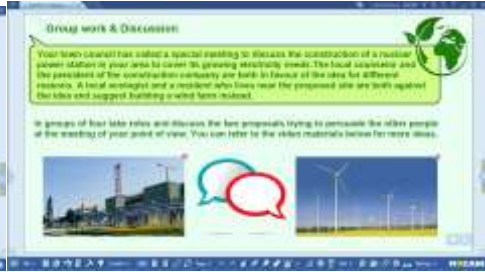 Group work & Discussion
Your town council has called a special meeting to discuss the construction of a nuclear
power station in your area to cover its growing electricity needs. The local counselor and
the president of the construction company are both in favour of the idea for different
reasons. A local ecologist and a resident who lives near the proposed site are both against
the idea and suggest building a wind farm instead.
In groups of four take roles and discuss the two proposals trying to persuade the other people
at the meeting of your point of view. You can refer to the video materials below for more ideas.